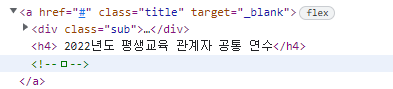 ▼<a href="#" class="title" target="_blank"> flex
▶<div class="sub">…</div>
<h4> 2022년도 평생교육 관계자 공통 연수</h4>
<!-- ㅁ-->
</a>